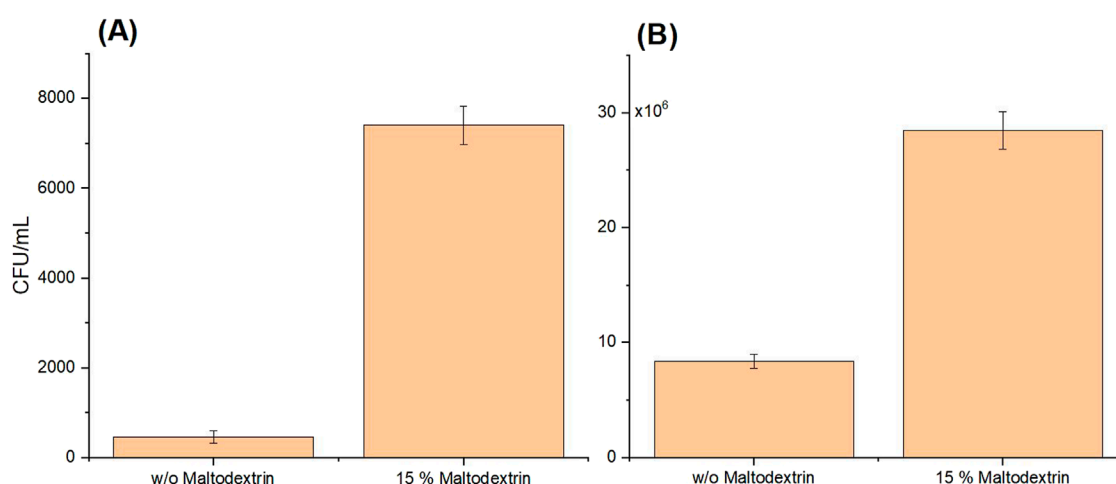 (A)
CFU/mL
8000
6000
4000
2000
0
w/o Maltodextrin
15 % Maltodextrin
(B)
x10⁶
30
20
10
0
w/o Maltodextrin
15 % Maltodextrin